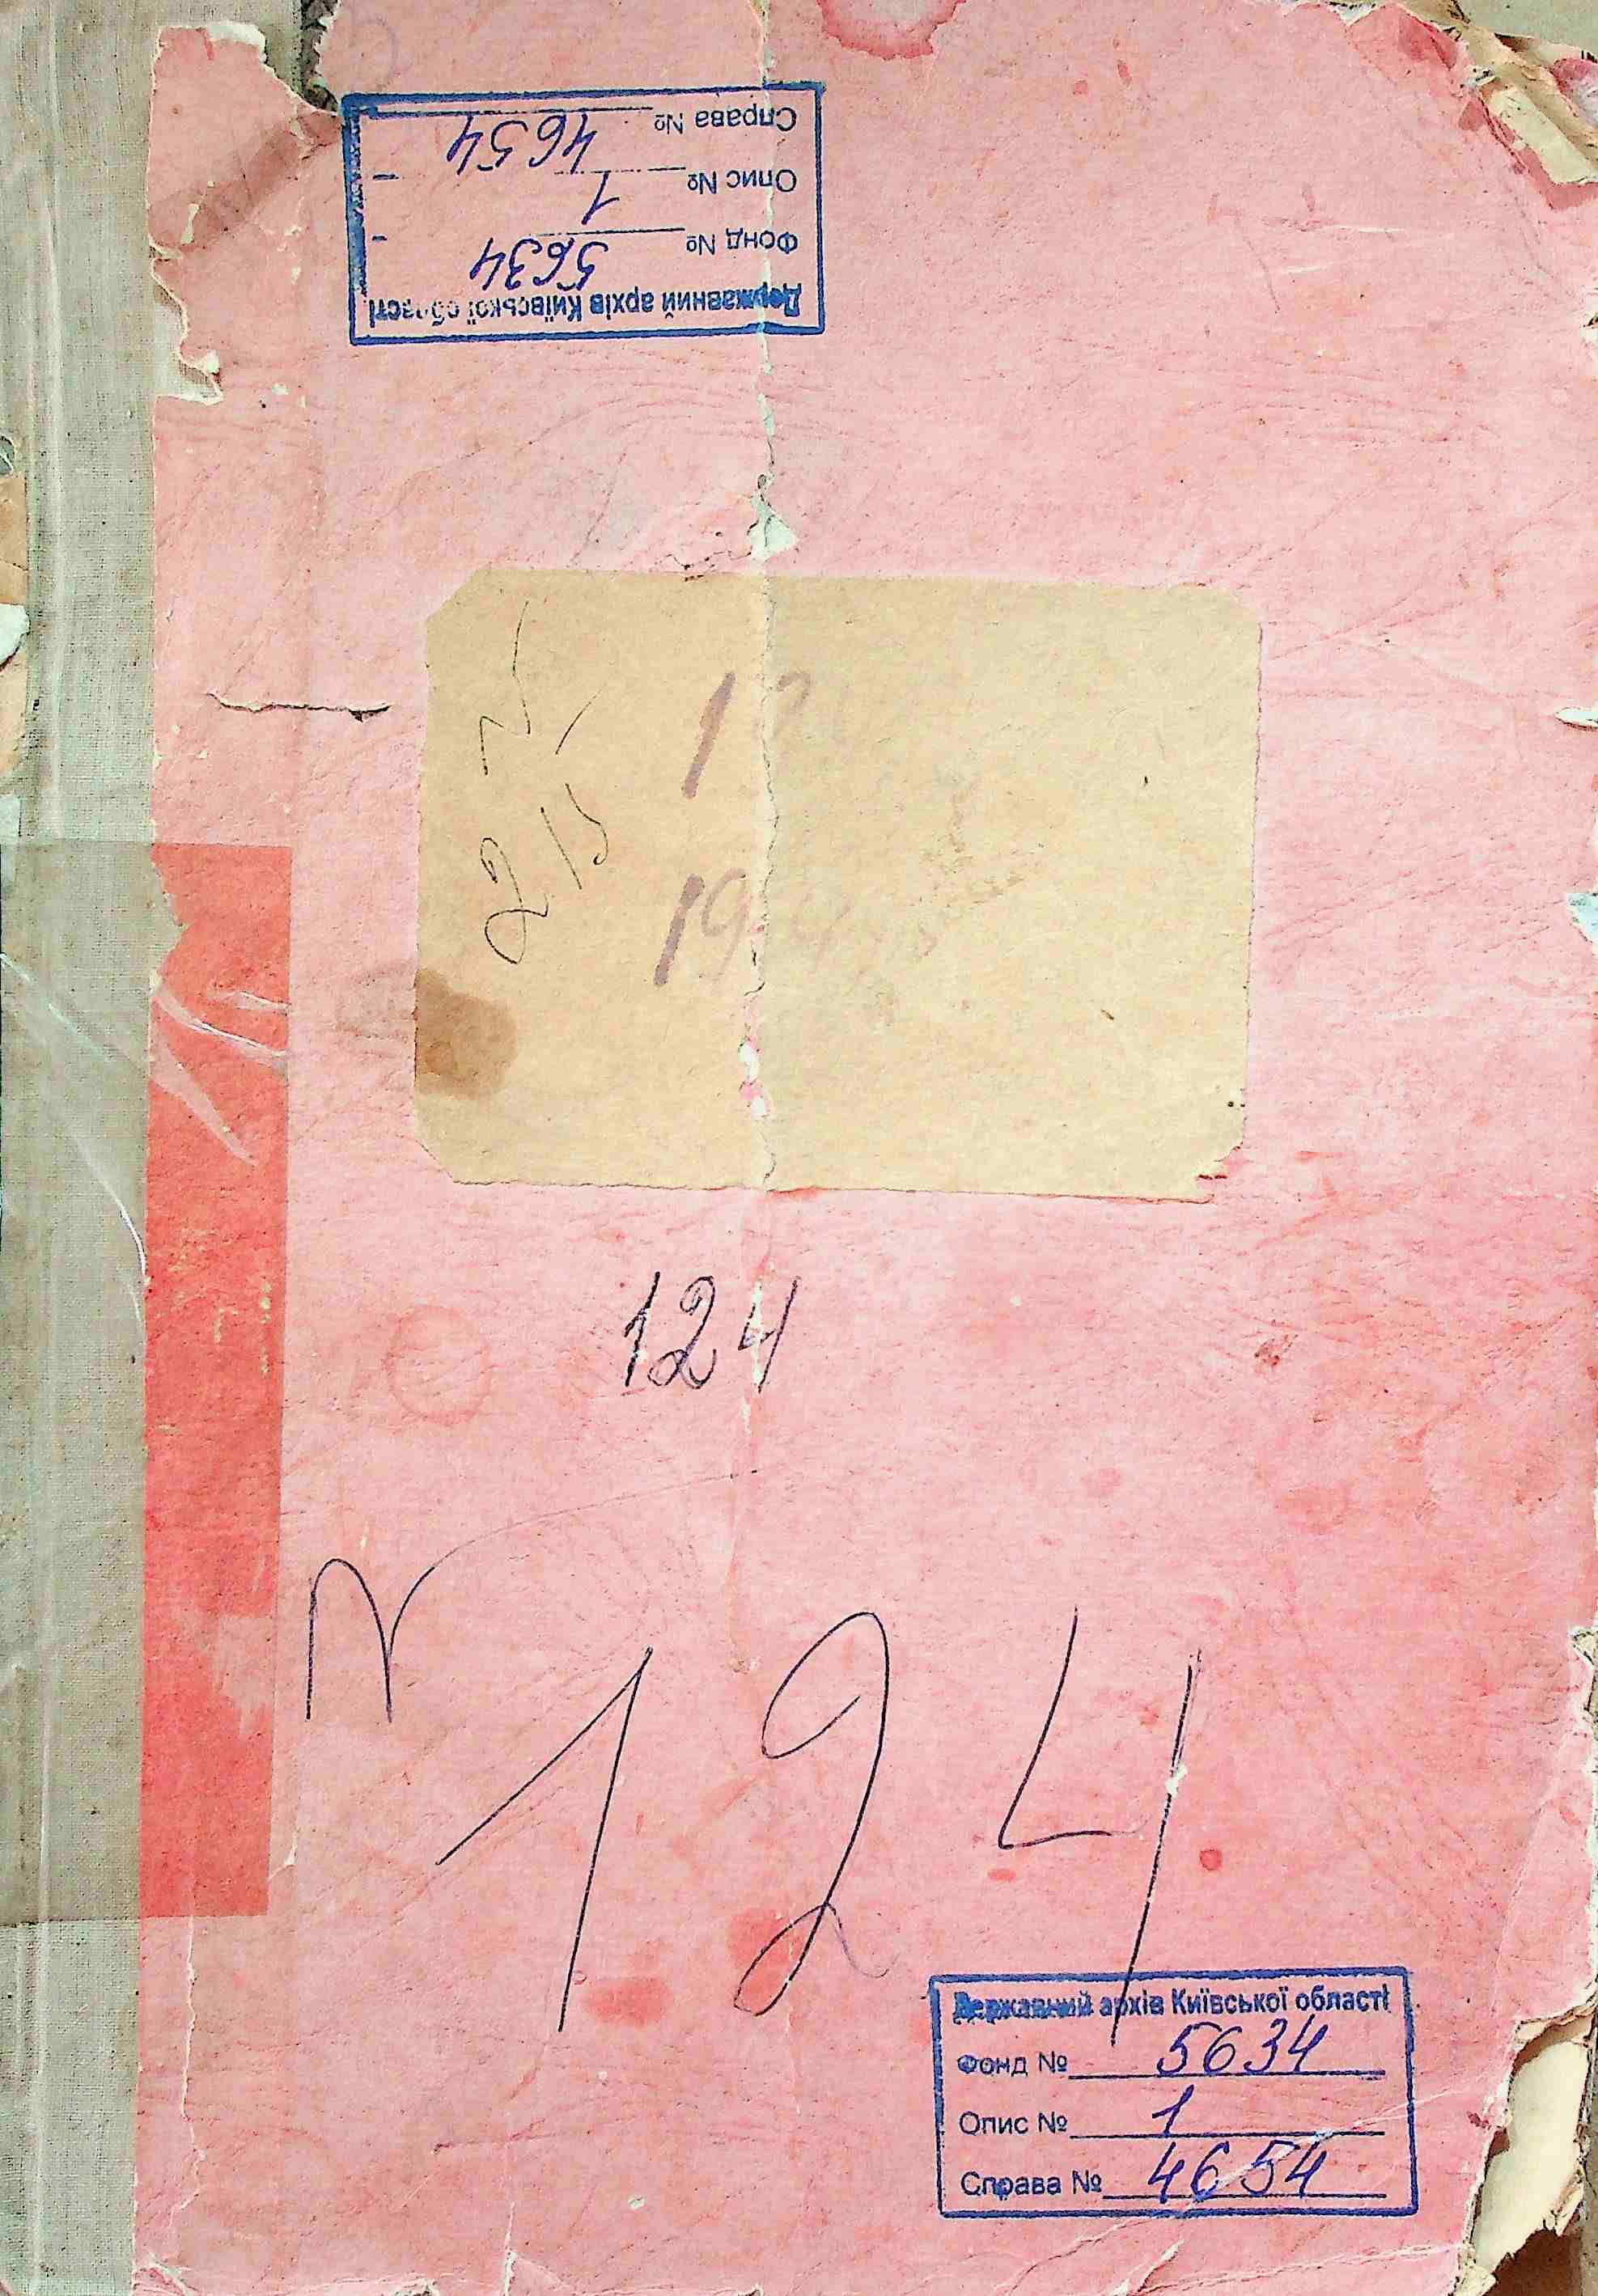 Державний архів Київської області
Фонд № 5634
Опис № 1
Справа № 4654
124
N 124
Державний архів Київської області
Фонд № 5634
Опис № 1
Справа № 4654